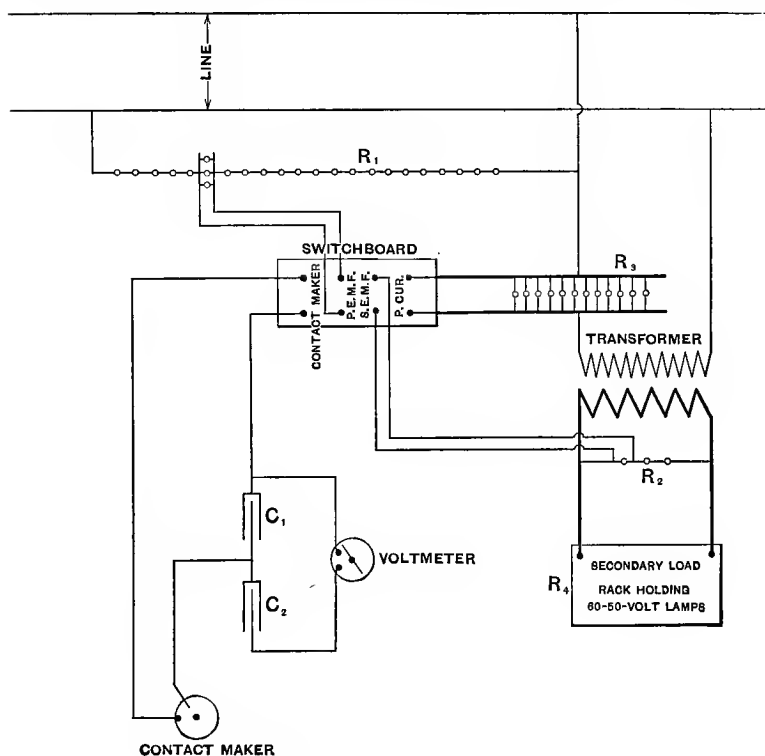 LINE
R1
SWITCHBOARD
CONTACT MAKER
P.E.M.F.
S.E.M.F.
P. CUR.
R3
TRANSFORMER
R2
C1
VOLTMETER
C2
R4
SECONDARY LOAD
RACK HOLDING
60-50-VOLT LAMPS
CONTACT MAKER